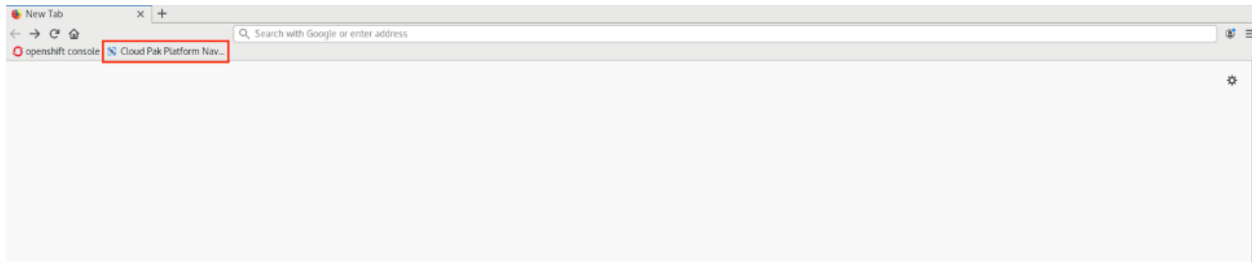 New Tab
Search with Google or enter address
openshift console Cloud Pak Platform Nav...